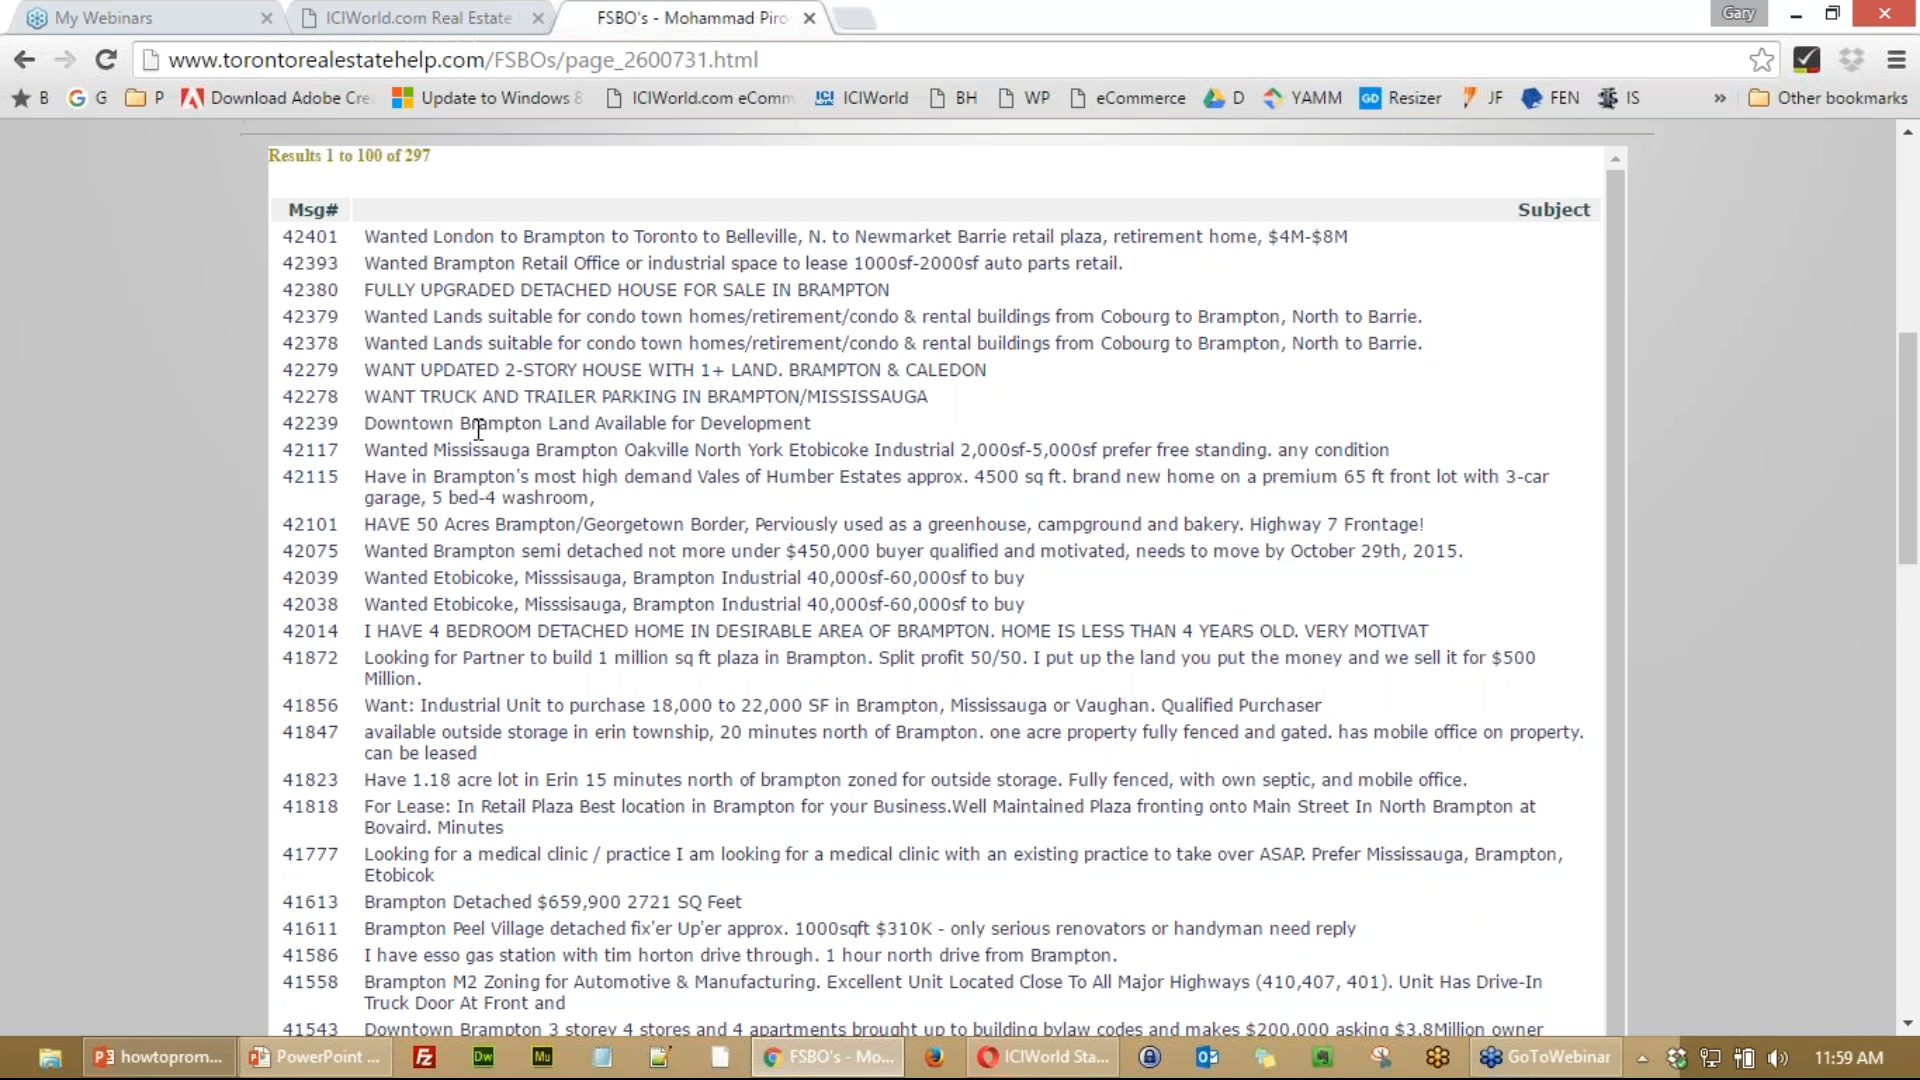 My Webinars
ICIWorld.com Real Estate
FSBO's - Mohammad Piro
Gary
www.torontorealestatehelp.com/FSBOs/page_2600731.html
B
G
P
Download Adobe Cre
Update to Windows 8
ICIWorld.com eComm
ICIWorld
BH
WP
eCommerce
D
YAMM
Resizer
JF
FEN
IS
»
Other bookmarks
Results 1 to 100 of 297
Msg# Subject
42401 Wanted London to Brampton to Toronto to Belleville, N. to Newmarket Barrie retail plaza, retirement home, $4M-$8M
42393 Wanted Brampton Retail Office or industrial space to lease 1000sf-2000sf auto parts retail.
42380 FULLY UPGRADED DETACHED HOUSE FOR SALE IN BRAMPTON
42379 Wanted Lands suitable for condo town homes/retirement/condo & rental buildings from Cobourg to Brampton, North to Barrie.
42378 Wanted Lands suitable for condo town homes/retirement/condo & rental buildings from Cobourg to Brampton, North to Barrie.
42279 WANT UPDATED 2-STORY HOUSE WITH 1+ LAND. BRAMPTON & CALEDON
42278 WANT TRUCK AND TRAILER PARKING IN BRAMPTON/MISSISSAUGA
42239 Downtown Brampton Land Available for Development
42117 Wanted Mississauga Brampton Oakville North York Etobicoke Industrial 2,000sf-5,000sf prefer free standing. any condition
42115 Have in Brampton's most high demand Vales of Humber Estates approx. 4500 sq ft. brand new home on a premium 65 ft front lot with 3-car
garage, 5 bed-4 washroom,
42101 HAVE 50 Acres Brampton/Georgetown Border, Perviously used as a greenhouse, campground and bakery. Highway 7 Frontage!
42075 Wanted Brampton semi detached not more under $450,000 buyer qualified and motivated, needs to move by October 29th, 2015.
42039 Wanted Etobicoke, Misssisauga, Brampton Industrial 40,000sf-60,000sf to buy
42038 Wanted Etobicoke, Misssisauga, Brampton Industrial 40,000sf-60,000sf to buy
42014 I HAVE 4 BEDROOM DETACHED HOME IN DESIRABLE AREA OF BRAMPTON. HOME IS LESS THAN 4 YEARS OLD. VERY MOTIVAT
41872 Looking for Partner to build 1 million sq ft plaza in Brampton. Split profit 50/50. I put up the land you put the money and we sell it for $500
Million.
41856 Want: Industrial Unit to purchase 18,000 to 22,000 SF in Brampton, Mississauga or Vaughan. Qualified Purchaser
41847 available outside storage in erin township, 20 minutes north of Brampton. one acre property fully fenced and gated. has mobile office on property.
can be leased
41823 Have 1.18 acre lot in Erin 15 minutes north of brampton zoned for outside storage. Fully fenced, with own septic, and mobile office.
41818 For Lease: In Retail Plaza Best location in Brampton for your Business.Well Maintained Plaza fronting onto Main Street In North Brampton at
Bovaird. Minutes
41777 Looking for a medical clinic / practice I am looking for a medical clinic with an existing practice to take over ASAP. Prefer Mississauga, Brampton,
Etobicok
41613 Brampton Detached $659,900 2721 SQ Feet
41611 Brampton Peel Village detached fix'er Up'er approx. 1000sqft $310K - only serious renovators or handyman need reply
41586 I have esso gas station with tim horton drive through. 1 hour north drive from Brampton.
41558 Brampton M2 Zoning for Automotive & Manufacturing. Excellent Unit Located Close To All Major Highways (410,407, 401). Unit Has Drive-In
Truck Door At Front and
41543 Downtown Brampton 3 storey 4 stores and 4 apartments brought up to building bylaw codes and makes $200,000 asking $3.8Million owner
howtoprom...
PowerPoint ...
Fz
Dw
Mu
FSBO's - Mo...
ICIWorld Sta...
GoToWebinar
11:59 AM